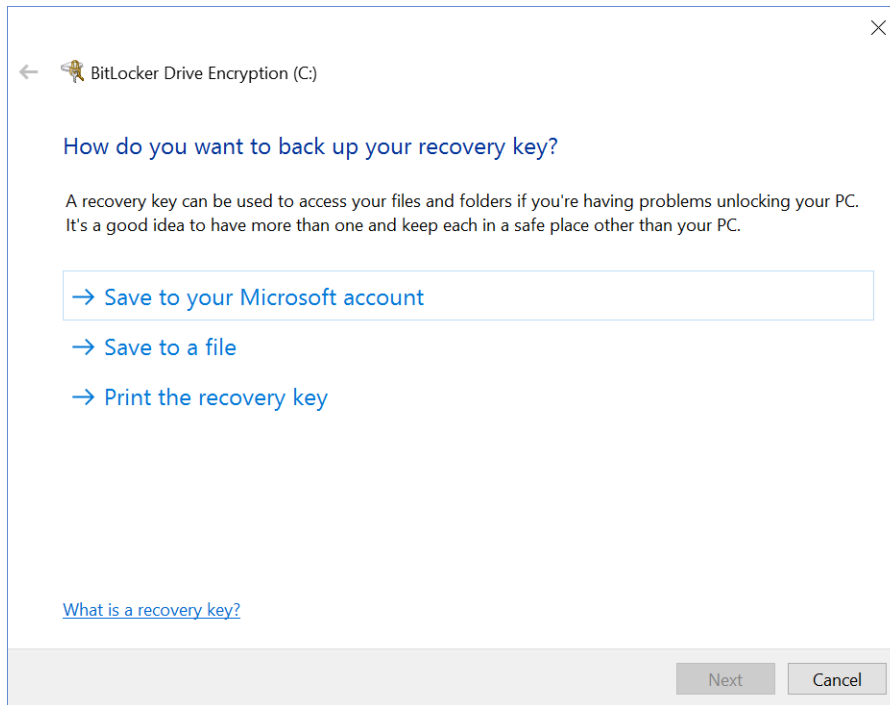 BitLocker Drive Encryption (C:)
How do you want to back up your recovery key?
A recovery key can be used to access your files and folders if you're having problems unlocking your PC.
It's a good idea to have more than one and keep each in a safe place other than your PC.
Save to your Microsoft account
Save to a file
Print the recovery key
What is a recovery key?
Next
Cancel